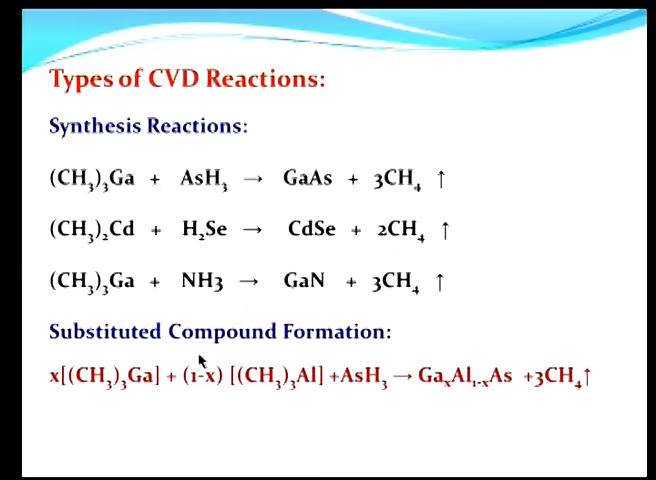 Types of CVD Reactions:
Synthesis Reactions:
(CH₃)₃Ga + AsH₃ → GaAs + 3CH₄ ↑
(CH₃)₂Cd + H₂Se → CdSe + 2CH₄ ↑
(CH₃)₃Ga + NH3 → GaN + 3CH₄ ↑
Substituted Compound Formation:
x[(CH₃)₃Ga] + (1-x) [(CH₃)₃Al] +AsH₃ → GaₓAl₁₋ₓAs +3CH₄↑